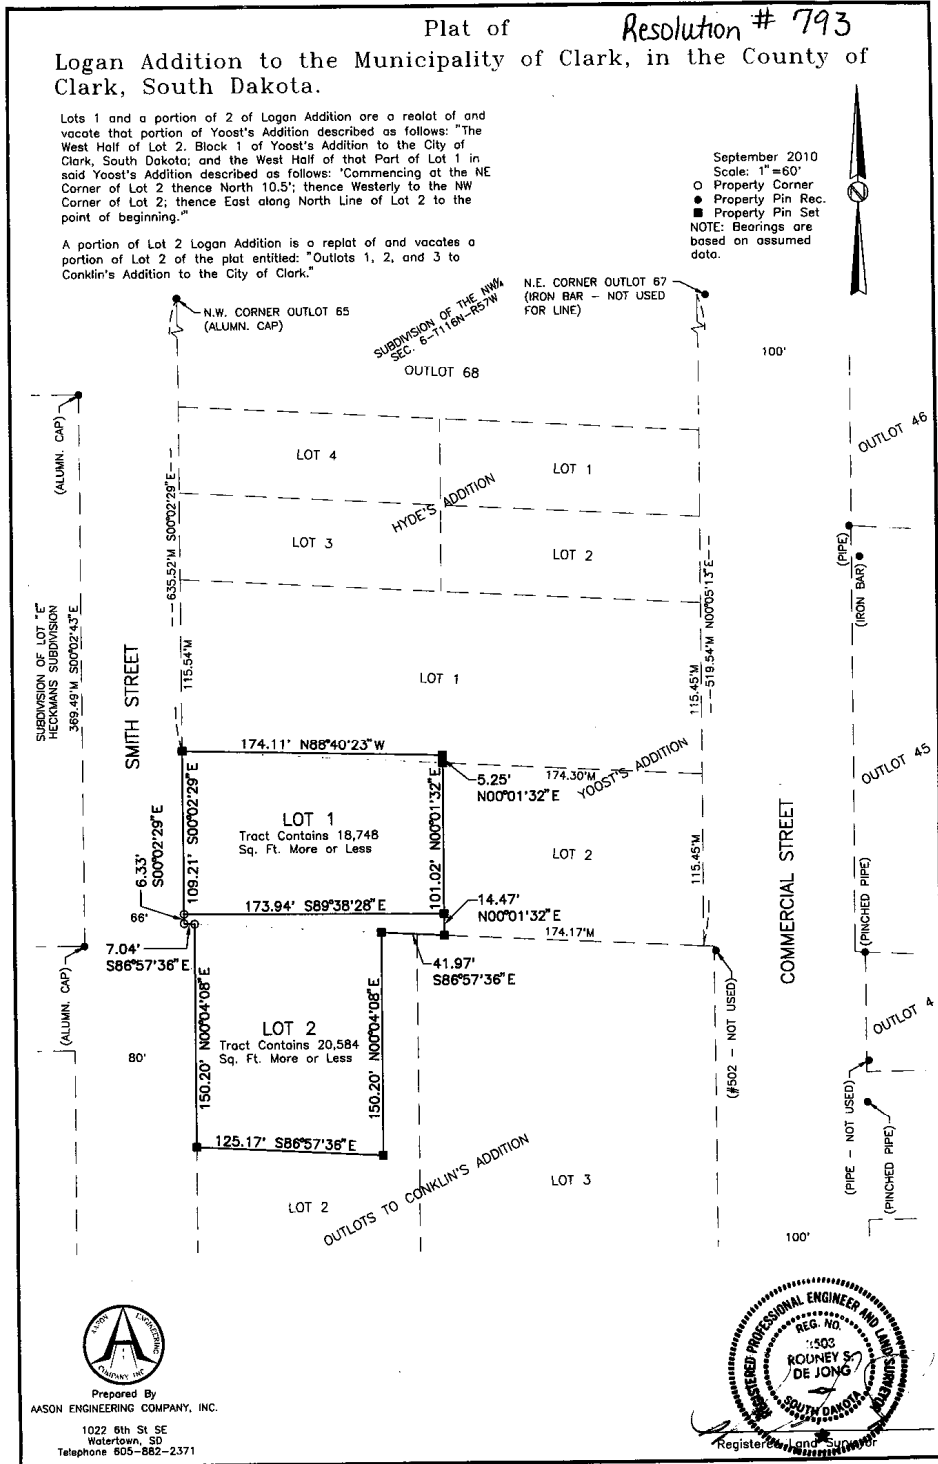 Plat of
Resolution # 793
Logan Addition to the Municipality of Clark, in the County of
Clark, South Dakota.
Lots 1 and a portion of 2 of Logan Addition are a realot of and
vacate that portion of Yoost's Addition described as follows: "The
West Half of Lot 2. Block 1 of Yoost's Addition to the City of
Clark, South Dakota; and the West Half of that Part of Lot 1 in
said Yoost's Addition described as follows: 'Commencing at the NE
Corner of Lot 2 thence North 10.5'; thence Westerly to the NW
Corner of Lot 2; thence East along North Line of Lot 2 to the
point of beginning.'"
A portion of Lot 2 Logan Addition is a replat of and vacates a
portion of Lot 2 of the plat entitled: "Outlots 1, 2, and 3 to
Conklin's Addition to the City of Clark."
September 2010
Scale: 1"=60'
Property Corner
Property Pin Rec.
Property Pin Set
NOTE: Bearings are
based on assumed
data.
N
N.W. CORNER OUTLOT 65
(ALUMN. CAP)
SUBDIVISION OF THE NW¼
SEC. 6-T116N-R57W
N.E. CORNER OUTLOT 67
(IRON BAR - NOT USED
FOR LINE)
OUTLOT 68
100'
(ALUMN. CAP)
OUTLOT 46
LOT 4
LOT 1
HYDE'S ADDITION
LOT 3
LOT 2
635.52'M S00°02'29"E
519.54'M N00°05'13"E
(PIPE)
(IRON BAR)
SUBDIVISION OF LOT "E"
HECKMANS SUBDIVISION
369.49'M S00°02'43"E
SMITH STREET
115.54'M
LOT 1
115.45'M
174.11' N88°40'23"W
5.25'
N00°01'32"E
174.30'M
YOOST'S ADDITION
OUTLOT 45
COMMERCIAL STREET
6.33'
S00°02'29"E
109.21' S00°02'29"E
LOT 1
Tract Contains 18,748
Sq. Ft. More or Less
101.02' N00°01'32"E
LOT 2
115.45'M
(PINCHED PIPE)
66'
173.94' S89°38'28"E
14.47'
N00°01'32"E
174.17'M
7.04'
S86°57'36"E
41.97'
S86°57'36"E
(ALUMN. CAP)
80'
150.20' N00°04'08"E
LOT 2
Tract Contains 20,584
Sq. Ft. More or Less
150.20' N00°04'08"E
(#502 - NOT USED)
OUTLOT 4
125.17' S86°57'36"E
(PIPE - NOT USED)
(PINCHED PIPE)
LOT 2
OUTLOTS TO CONKLIN'S ADDITION
LOT 3
100'
AASON ENGINEERING
COMPANY INC
Prepared By
AASON ENGINEERING COMPANY, INC.
1022 6th St SE
Watertown, SD
Telephone 605-882-2371
REGISTERED PROFESSIONAL ENGINEER AND LAND SURVEYOR
REG. NO.
3503
RODNEY S.
DE JONG
SOUTH DAKOTA
Registered Land Surveyor